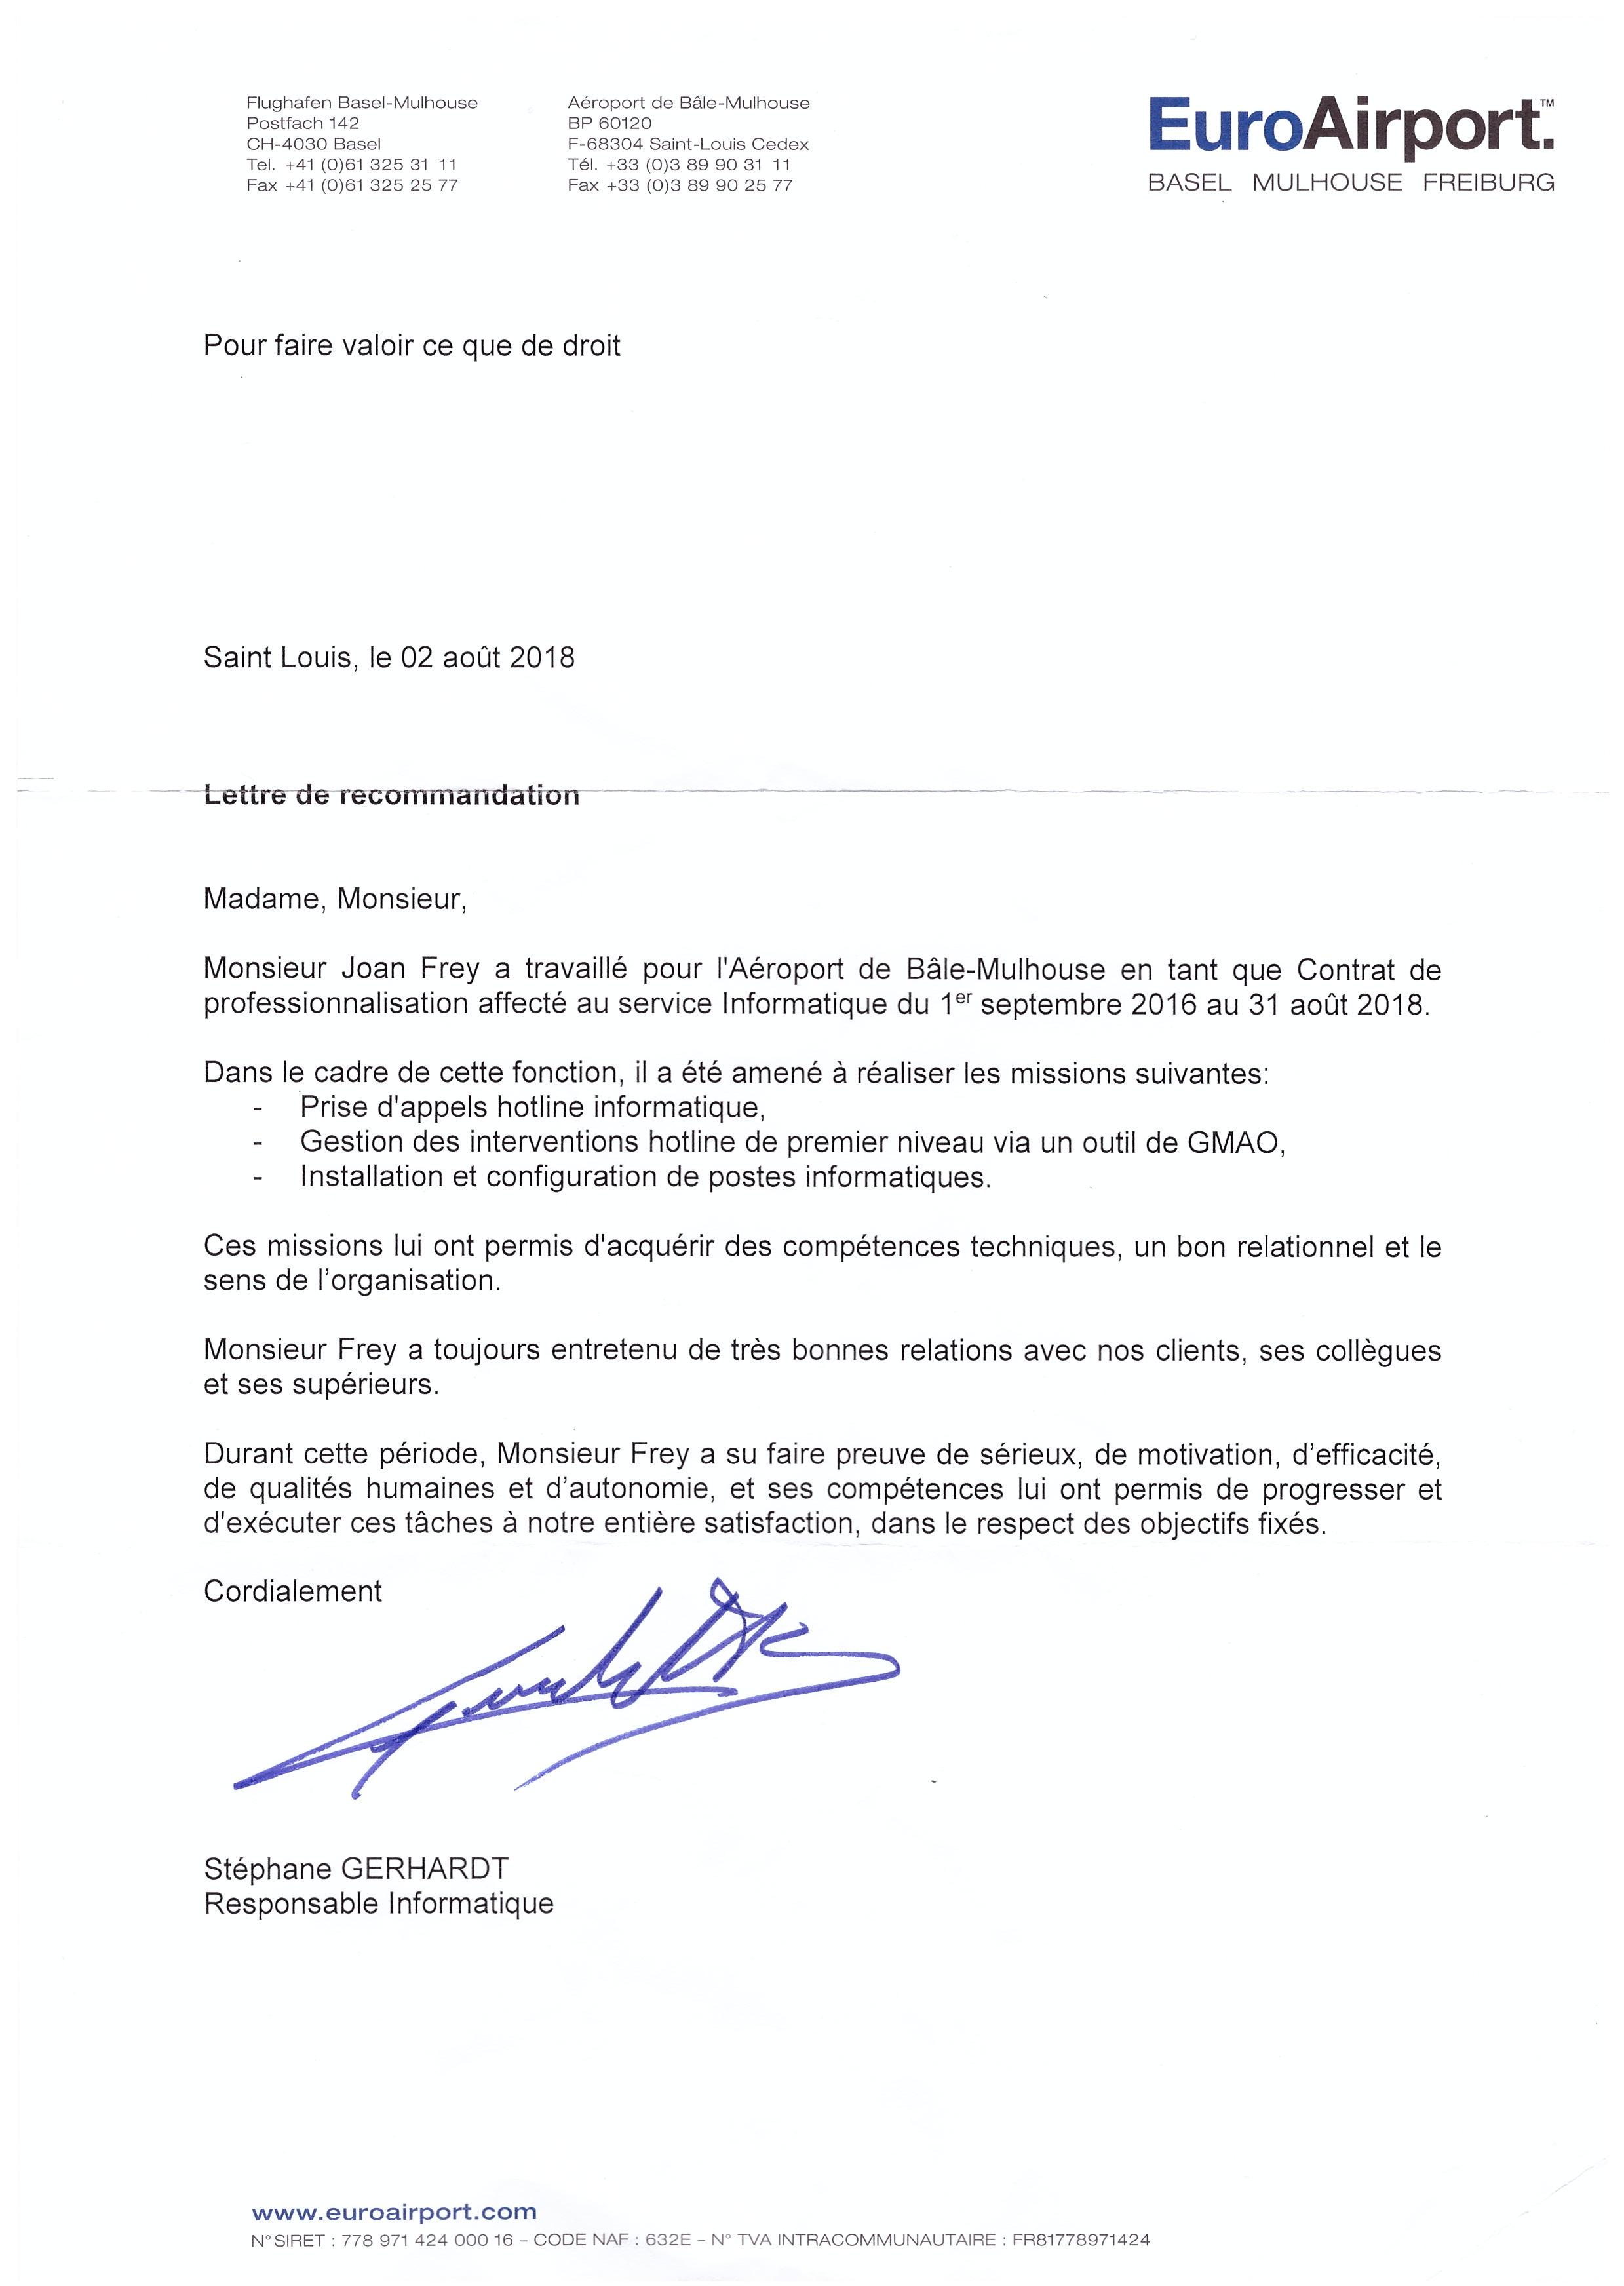 Flughafen Basel-Mulhouse
Postfach 142
CH-4030 Basel
Tel. +41 (0)61 325 31 11
Fax +41 (0)61 325 25 77
Aéroport de Bâle-Mulhouse
BP 60120
F-68304 Saint-Louis Cedex
Tél. +33 (0)3 89 90 31 11
Fax +33 (0)3 89 90 25 77
EuroAirport.™
BASEL MULHOUSE FREIBURG
Pour faire valoir ce que de droit
Saint Louis, le 02 août 2018
Lettre de recommandation
Madame, Monsieur,
Monsieur Joan Frey a travaillé pour l'Aéroport de Bâle-Mulhouse en tant que Contrat de
professionnalisation affecté au service Informatique du 1er septembre 2016 au 31 août 2018.
Dans le cadre de cette fonction, il a été amené à réaliser les missions suivantes:
- Prise d'appels hotline informatique,
- Gestion des interventions hotline de premier niveau via un outil de GMAO,
- Installation et configuration de postes informatiques.
Ces missions lui ont permis d'acquérir des compétences techniques, un bon relationnel et le
sens de l’organisation.
Monsieur Frey a toujours entretenu de très bonnes relations avec nos clients, ses collègues
et ses supérieurs.
Durant cette période, Monsieur Frey a su faire preuve de sérieux, de motivation, d’efficacité,
de qualités humaines et d’autonomie, et ses compétences lui ont permis de progresser et
d'exécuter ces tâches à notre entière satisfaction, dans le respect des objectifs fixés.
Cordialement
Stéphane GERHARDT
Responsable Informatique
www.euroairport.com
N° SIRET : 778 971 424 000 16 – CODE NAF : 632E – N° TVA INTRACOMMUNAUTAIRE : FR81778971424